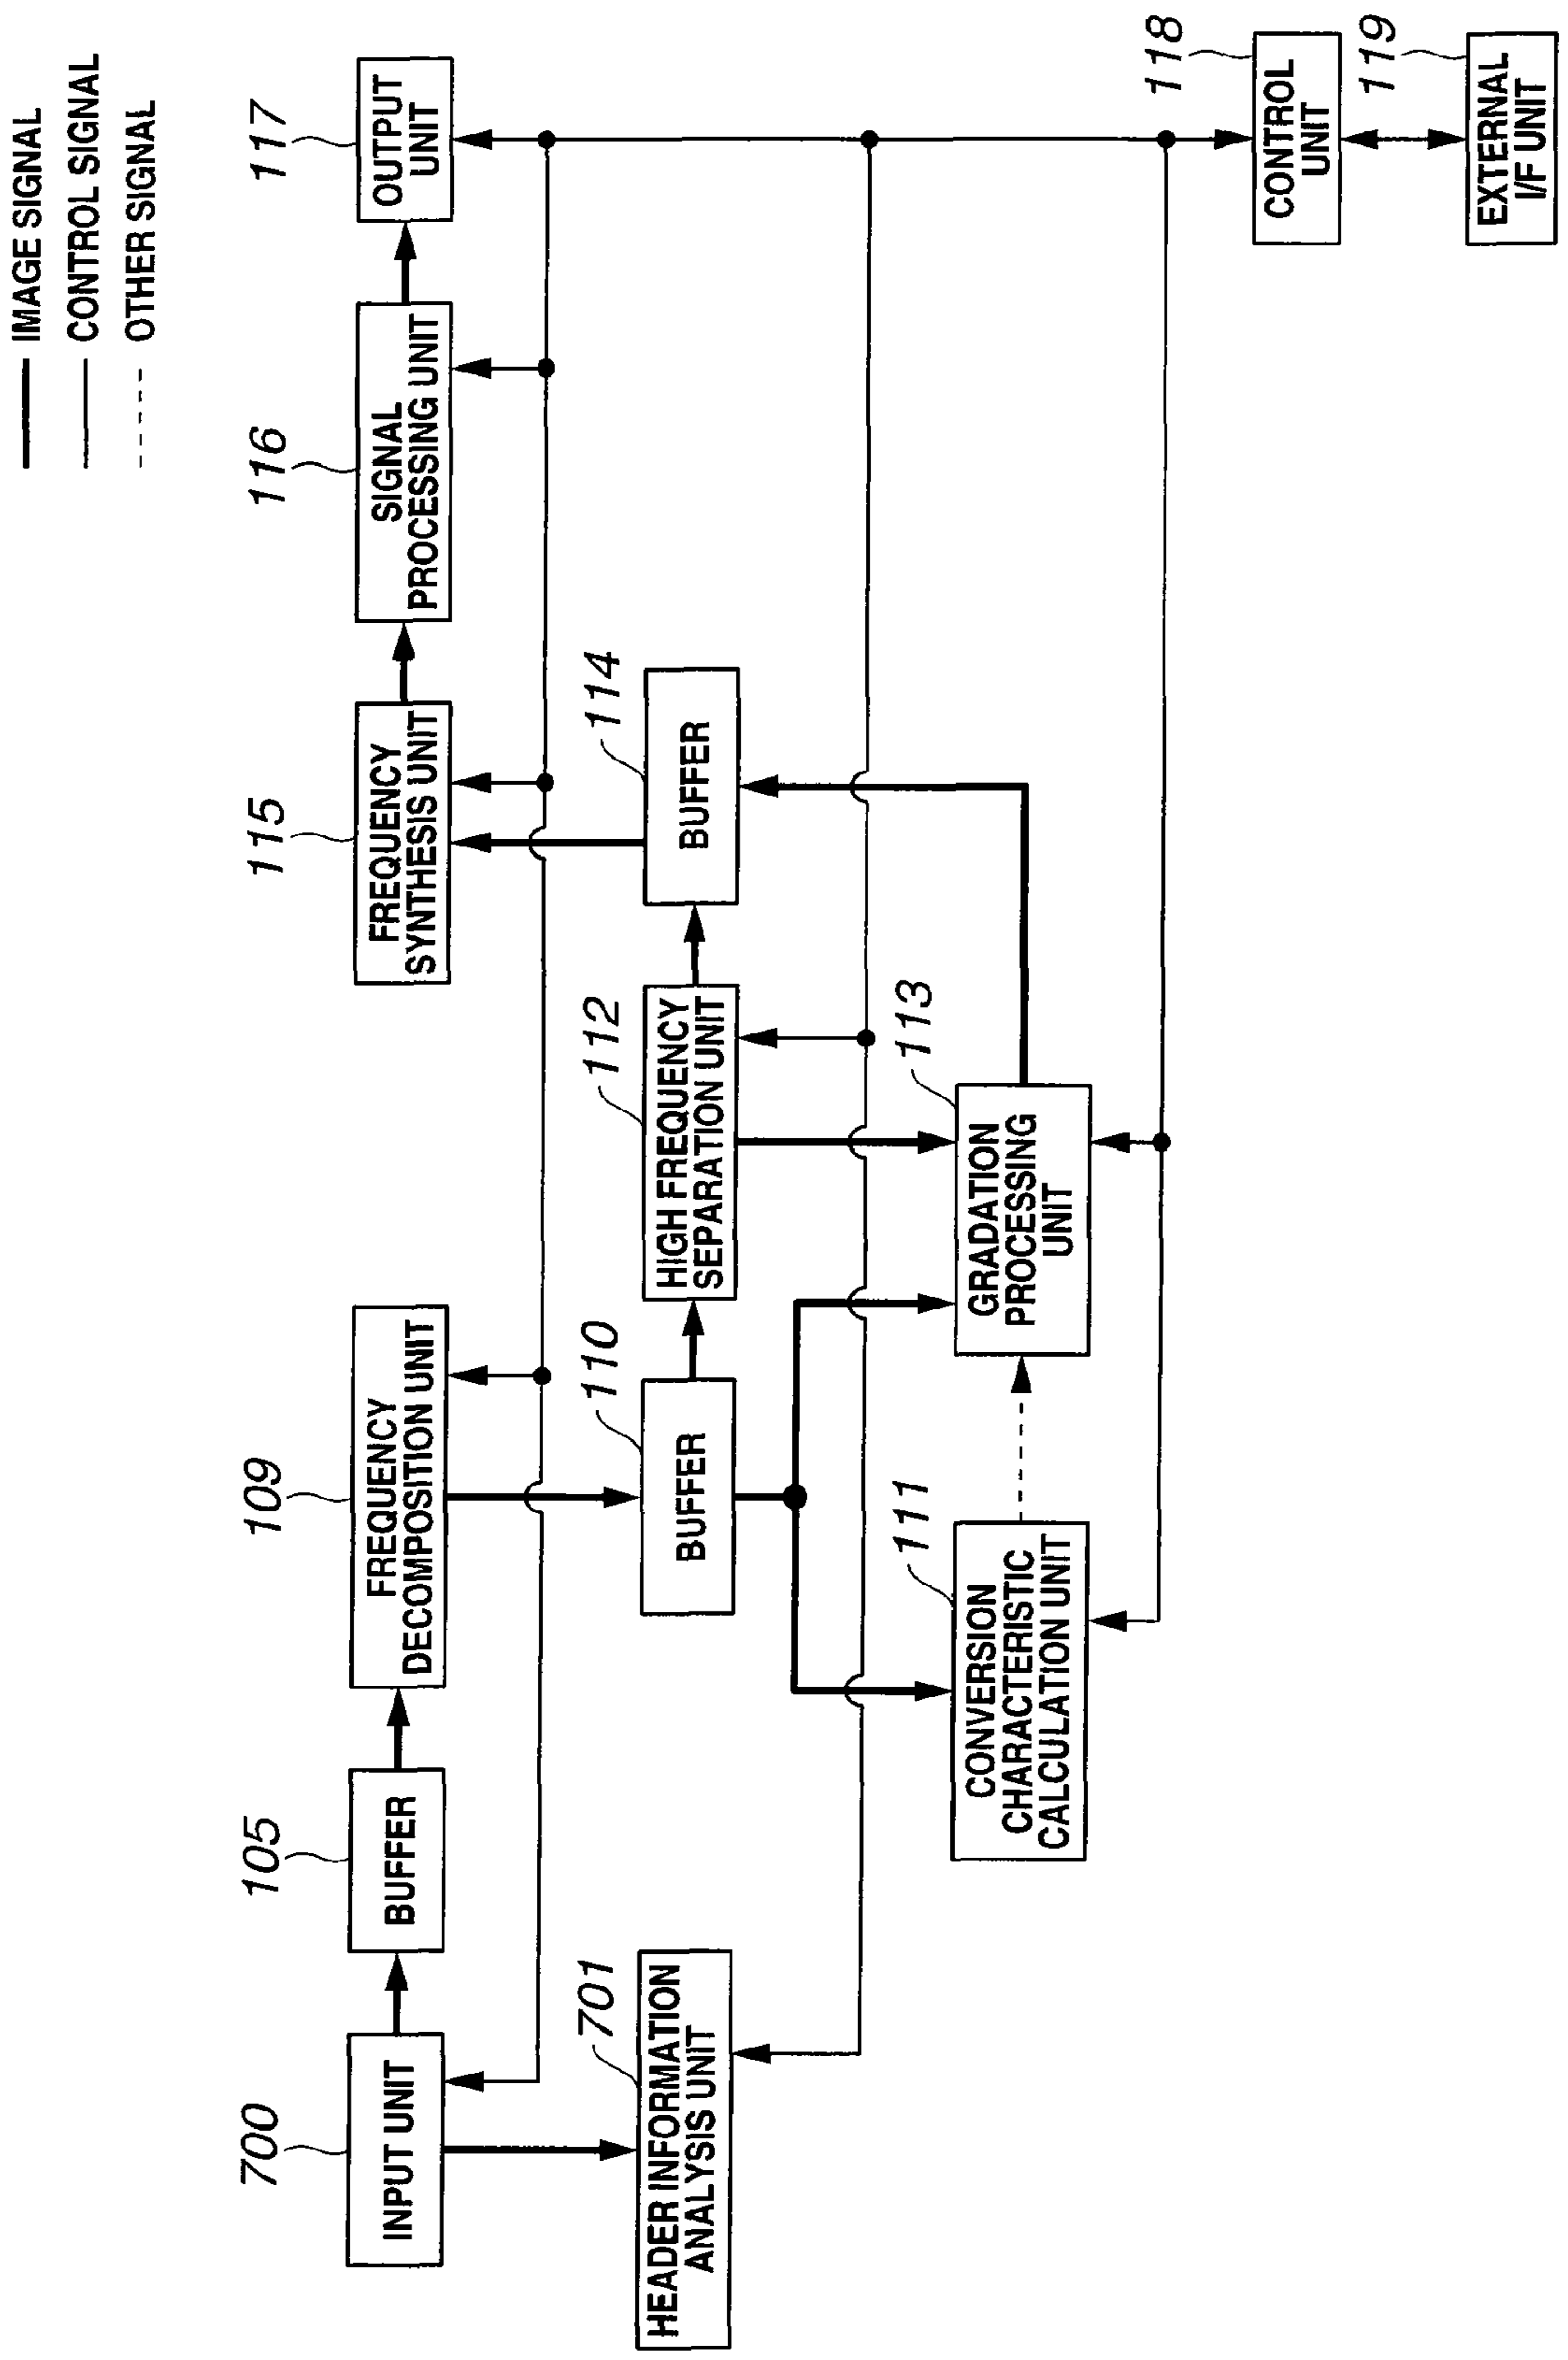 IMAGE SIGNAL
CONTROL SIGNAL
OTHER SIGNAL
700
INPUT UNIT
105
BUFFER
109
FREQUENCY
DECOMPOSITION UNIT
115
FREQUENCY
SYNTHESIS UNIT
116
SIGNAL
PROCESSING UNIT
117
OUTPUT
UNIT
701
HEADER INFORMATION
ANALYSIS UNIT
110
BUFFER
112
HIGH FREQUENCY
SEPARATION UNIT
114
BUFFER
111
CONVERSION
CHARACTERISTIC
CALCULATION UNIT
113
GRADATION
PROCESSING
UNIT
118
CONTROL
UNIT
119
EXTERNAL
I/F UNIT